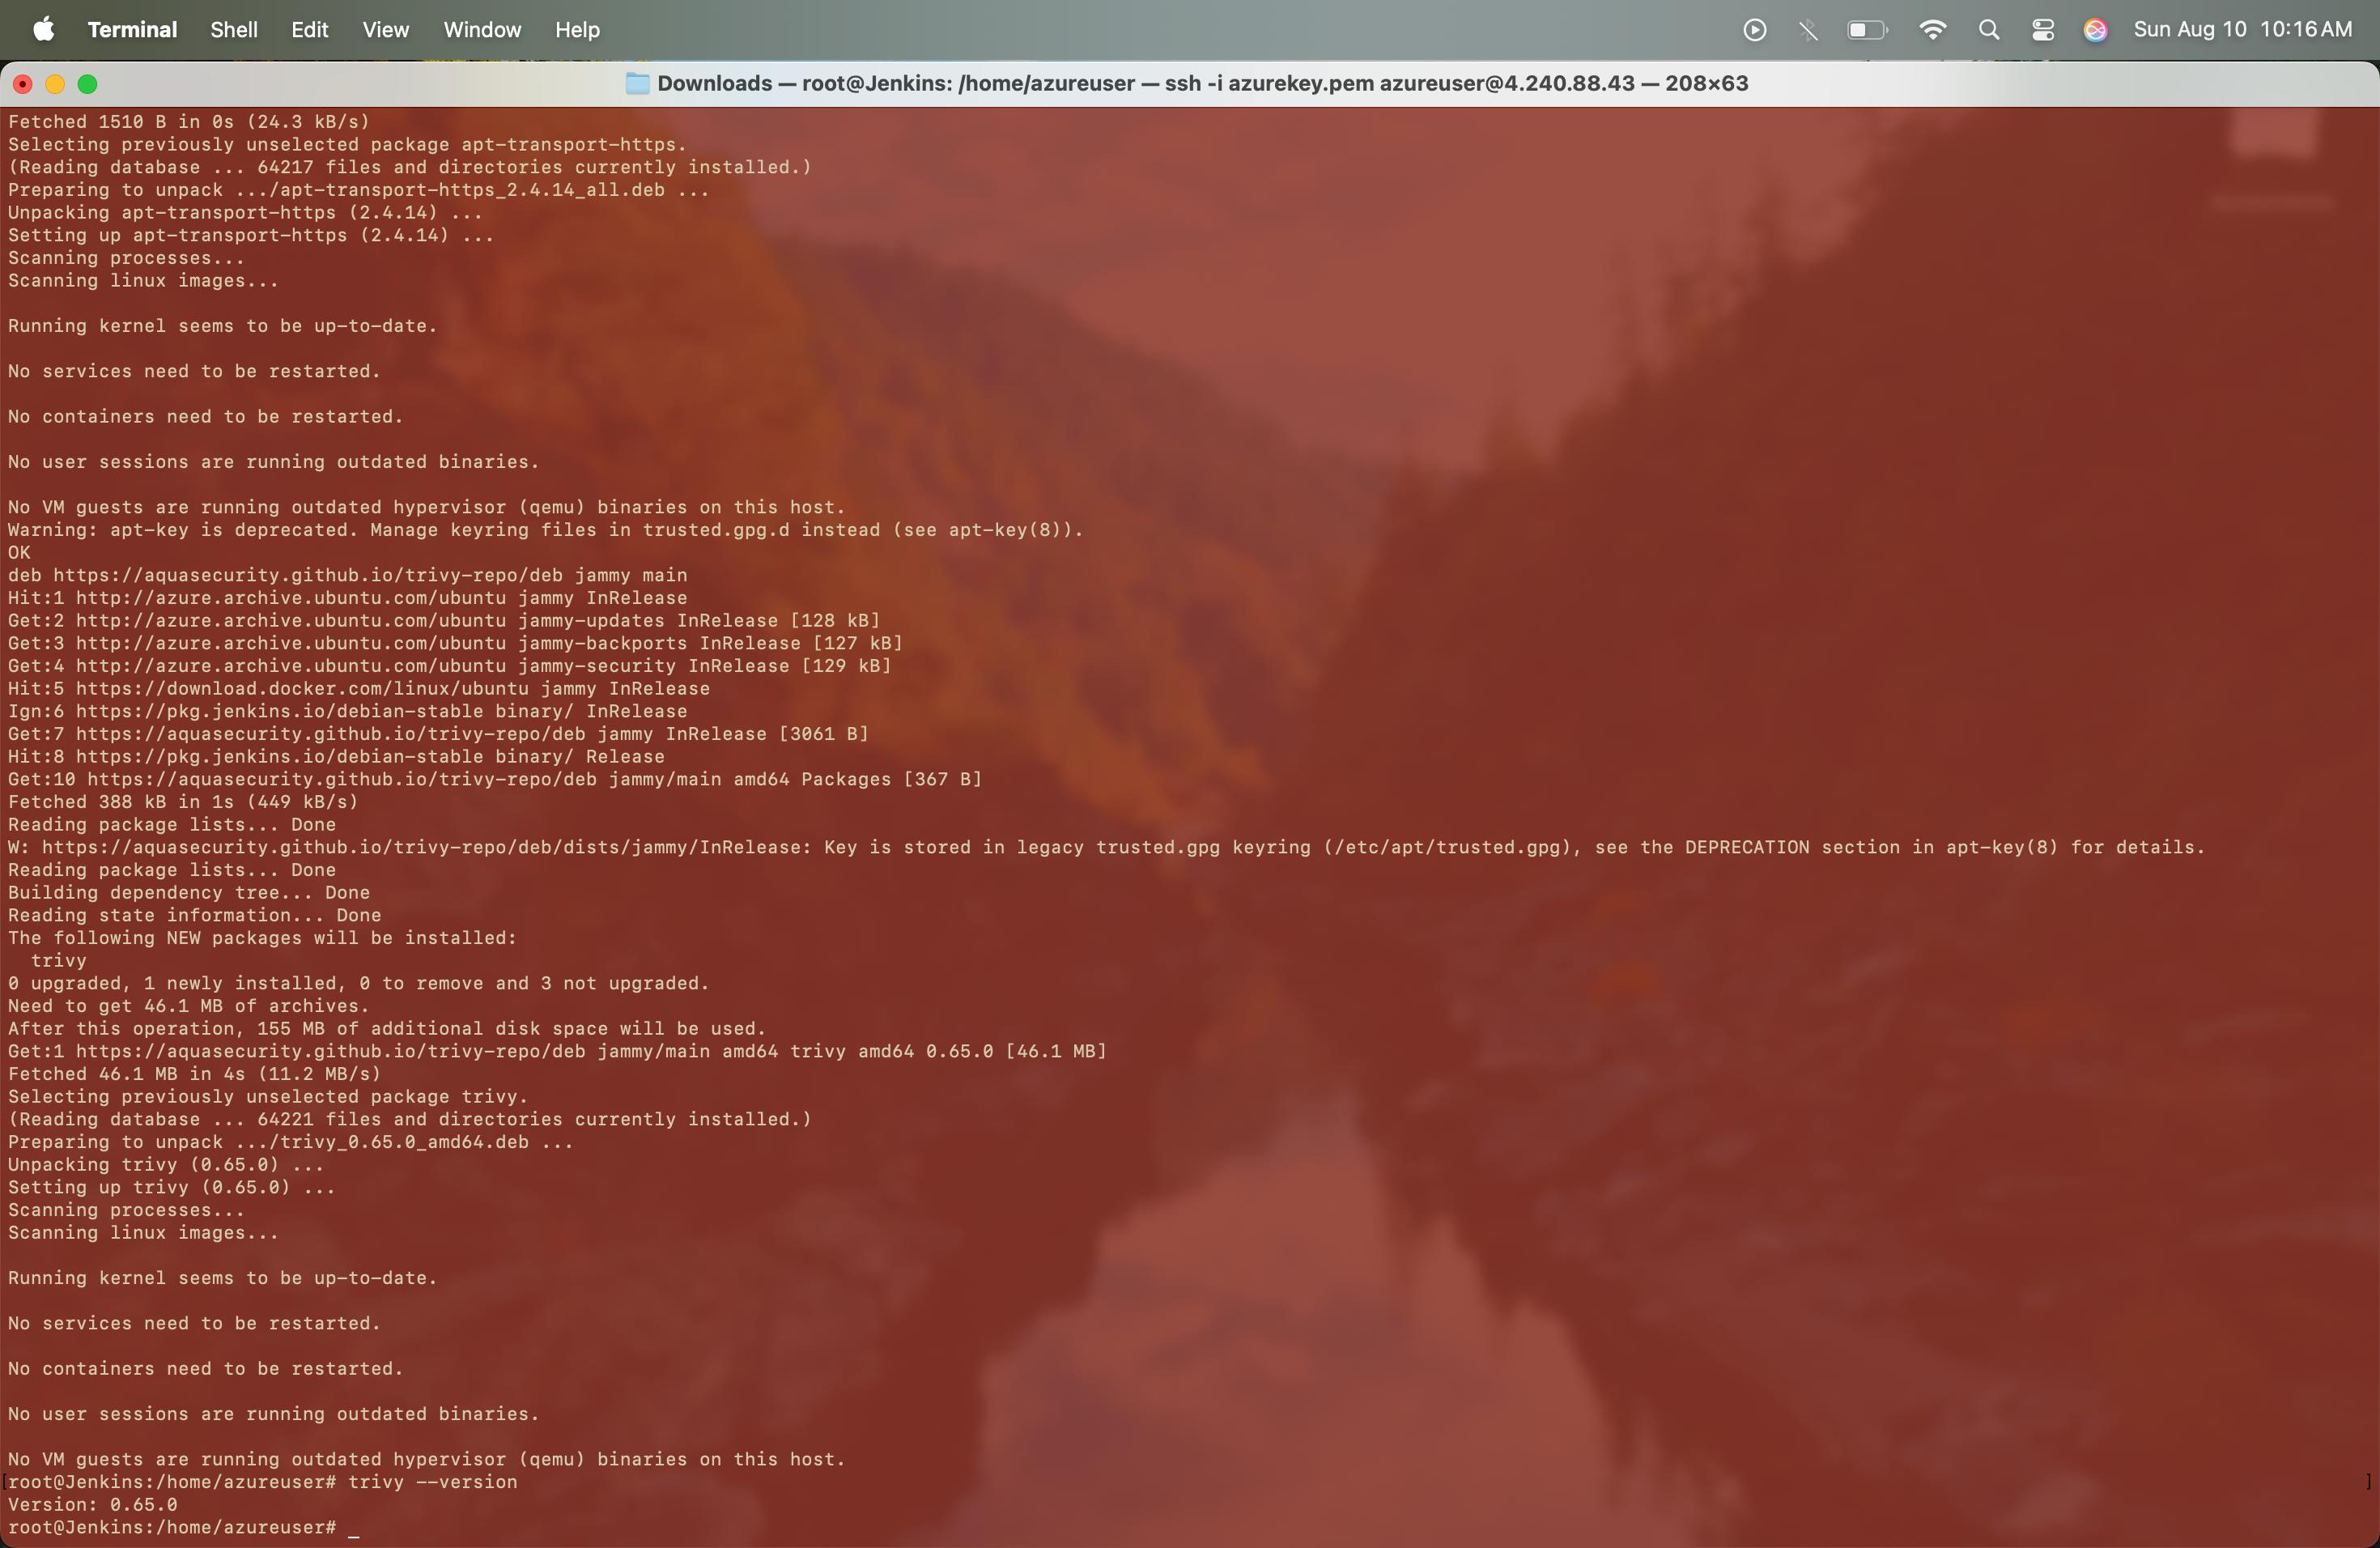 Terminal Shell Edit View Window Help Sun Aug 10 10:16 AM
Downloads — root@Jenkins: /home/azureuser — ssh -i azurekey.pem azureuser@4.240.88.43 — 208×63
Fetched 1510 B in 0s (24.3 kB/s)
Selecting previously unselected package apt-transport-https.
(Reading database ... 64217 files and directories currently installed.)
Preparing to unpack .../apt-transport-https_2.4.14_all.deb ...
Unpacking apt-transport-https (2.4.14) ...
Setting up apt-transport-https (2.4.14) ...
Scanning processes...
Scanning linux images...
Running kernel seems to be up-to-date.
No services need to be restarted.
No containers need to be restarted.
No user sessions are running outdated binaries.
No VM guests are running outdated hypervisor (qemu) binaries on this host.
Warning: apt-key is deprecated. Manage keyring files in trusted.gpg.d instead (see apt-key(8)).
OK
deb https://aquasecurity.github.io/trivy-repo/deb jammy main
Hit:1 http://azure.archive.ubuntu.com/ubuntu jammy InRelease
Get:2 http://azure.archive.ubuntu.com/ubuntu jammy-updates InRelease [128 kB]
Get:3 http://azure.archive.ubuntu.com/ubuntu jammy-backports InRelease [127 kB]
Get:4 http://azure.archive.ubuntu.com/ubuntu jammy-security InRelease [129 kB]
Hit:5 https://download.docker.com/linux/ubuntu jammy InRelease
Ign:6 https://pkg.jenkins.io/debian-stable binary/ InRelease
Get:7 https://aquasecurity.github.io/trivy-repo/deb jammy InRelease [3061 B]
Hit:8 https://pkg.jenkins.io/debian-stable binary/ Release
Get:10 https://aquasecurity.github.io/trivy-repo/deb jammy/main amd64 Packages [367 B]
Fetched 388 kB in 1s (449 kB/s)
Reading package lists... Done
W: https://aquasecurity.github.io/trivy-repo/deb/dists/jammy/InRelease: Key is stored in legacy trusted.gpg keyring (/etc/apt/trusted.gpg), see the DEPRECATION section in apt-key(8) for details.
Reading package lists... Done
Building dependency tree... Done
Reading state information... Done
The following NEW packages will be installed:
  trivy
0 upgraded, 1 newly installed, 0 to remove and 3 not upgraded.
Need to get 46.1 MB of archives.
After this operation, 155 MB of additional disk space will be used.
Get:1 https://aquasecurity.github.io/trivy-repo/deb jammy/main amd64 trivy amd64 0.65.0 [46.1 MB]
Fetched 46.1 MB in 4s (11.2 MB/s)
Selecting previously unselected package trivy.
(Reading database ... 64221 files and directories currently installed.)
Preparing to unpack .../trivy_0.65.0_amd64.deb ...
Unpacking trivy (0.65.0) ...
Setting up trivy (0.65.0) ...
Scanning processes...
Scanning linux images...
Running kernel seems to be up-to-date.
No services need to be restarted.
No containers need to be restarted.
No user sessions are running outdated binaries.
No VM guests are running outdated hypervisor (qemu) binaries on this host.
[root@Jenkins:/home/azureuser# trivy --version ]
Version: 0.65.0
root@Jenkins:/home/azureuser# _